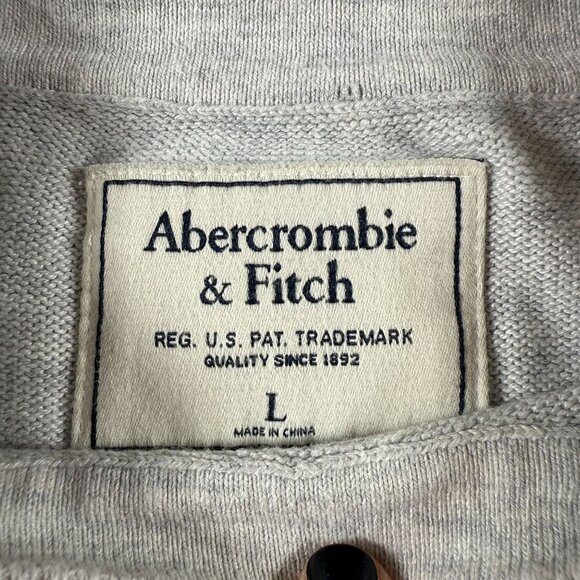 Abercrombie
& Fitch
REG. U.S. PAT. TRADEMARK
QUALITY SINCE 1892
L
MADE IN CHINA